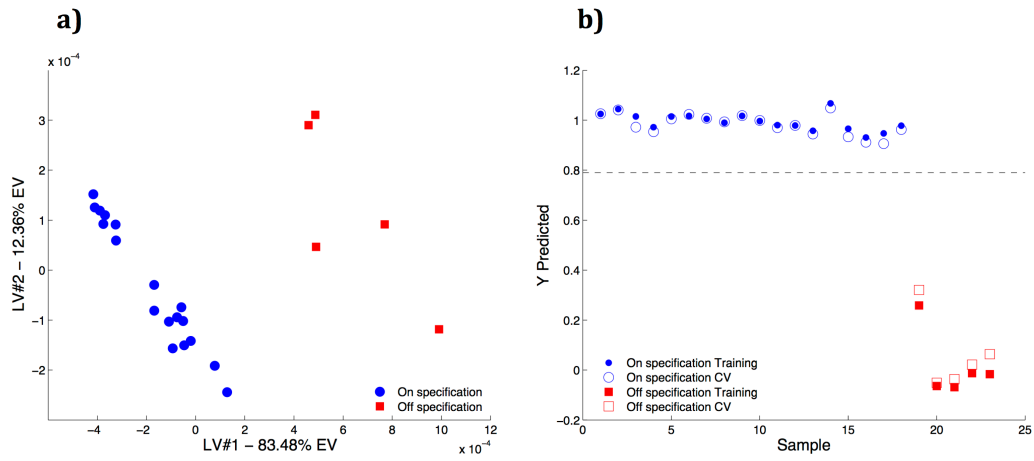 a)
x 10⁻⁴
3
2
1
0
−1
−2
−4 −2 0 2 4 6 8 10 12
x 10⁻⁴
LV#2 − 12.36% EV
LV#1 − 83.48% EV
On specification
Off specification
b)
1.2
1
0.8
0.6
0.4
0.2
0
−0.2
0 5 10 15 20 25
Y Predicted
Sample
On specification Training
On specification CV
Off specification Training
Off specification CV